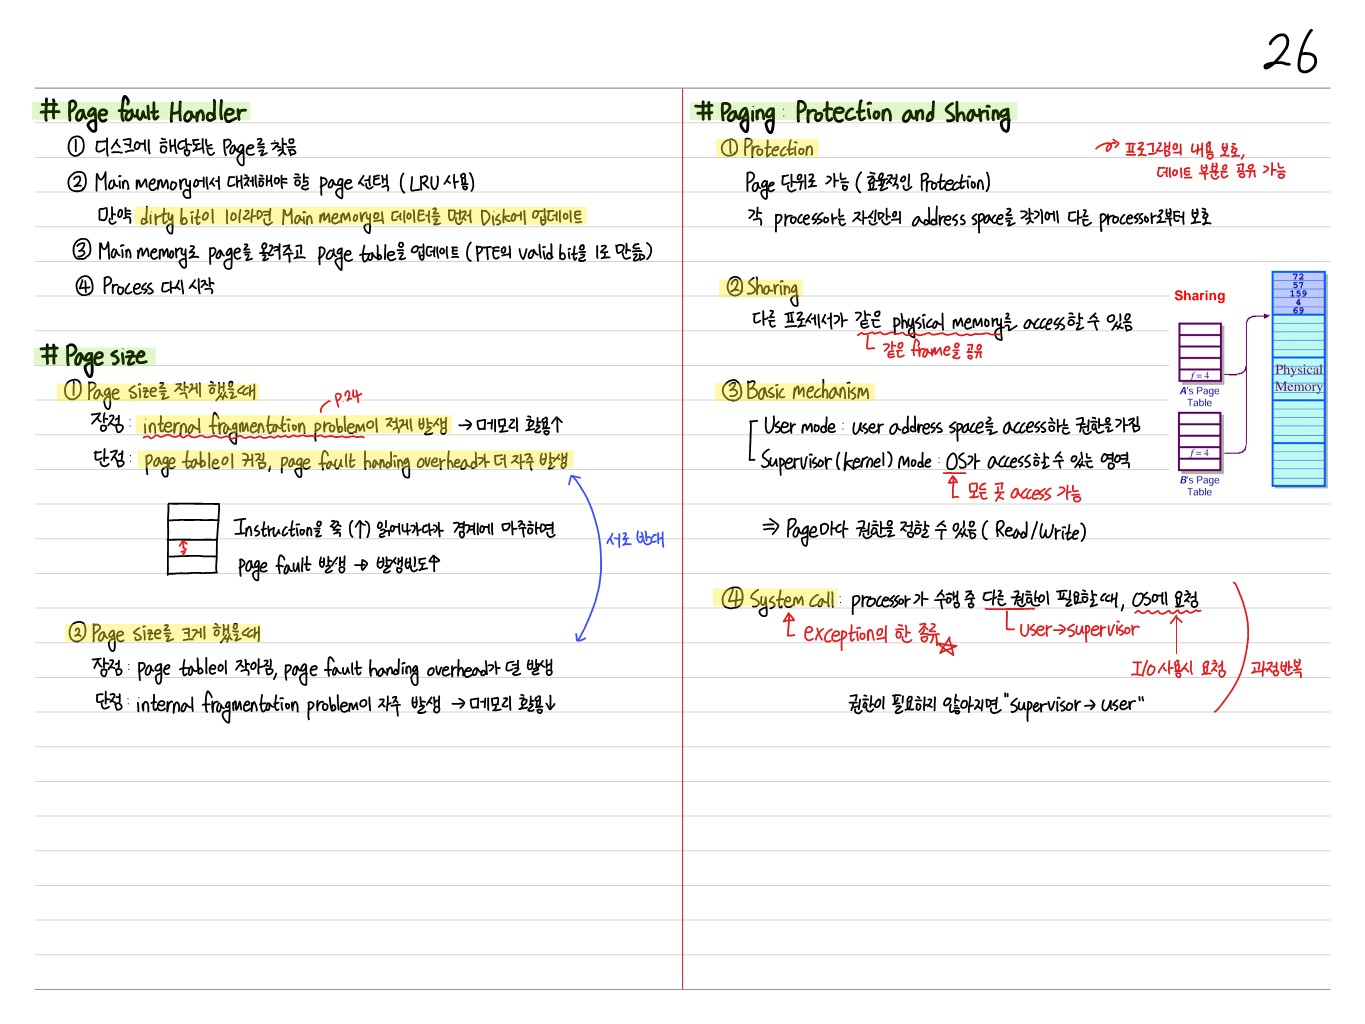 26
# Page fault Handler
① 디스크에 해당되는 Page를 찾음
② Main memory에서 대체해야 할 page 선택 (LRU 사용)
만약 dirty bit이 1이라면 Main memory의 데이터를 먼저 Disk에 업데이트
③ Main memory로 page를 올려주고 page table을 업데이트 (PTE의 valid bit을 1로 만듦)
④ Process 다시 시작
# Page size
① Page size를 작게 했을때
p.24
장점: internal fragmentation problem이 적게 발생 → 메모리 활용↑
단점: page table이 커짐, page fault handing overhead가 더 자주 발생
Instruction을 쭉 (↑) 읽어나가다가 경계에 마주하면
page fault 발생 → 발생빈도↑
서로 반대
② Page size를 크게 했을때
장점: page table이 작아짐, page fault handing overhead가 덜 발생
단점: internal fragmentation problem이 자주 발생 → 메모리 활용↓
# Paging: Protection and Sharing
① Protection
프로그램의 내용 보호,
데이트 부분은 공유 가능
Page 단위로 가능 (효율적인 Protection)
각 processor는 자신만의 address space를 갖기에 다른 processor로부터 보호
② Sharing
다른 프로세서가 같은 physical memory를 access할 수 있음
같은 frame을 공유
Sharing
72
57
159
4
69
f = 4
A's Page
Table
f = 4
B's Page
Table
Physical
Memory
③ Basic mechanism
User mode: user address space를 access하는 권한을 가짐
Supervisor (kernel) mode: OS가 access할 수 있는 영역
모든 곳 access 가능
⇒ Page마다 권한을 정할 수 있음 (Read/Write)
④ System call: processor가 수행 중 다른 권한이 필요할 때, OS에 요청
exception의 한 종류☆
user→supervisor
I/O 사용시 요청
과정반복
권한이 필요하지 않아지면, "Supervisor → user"